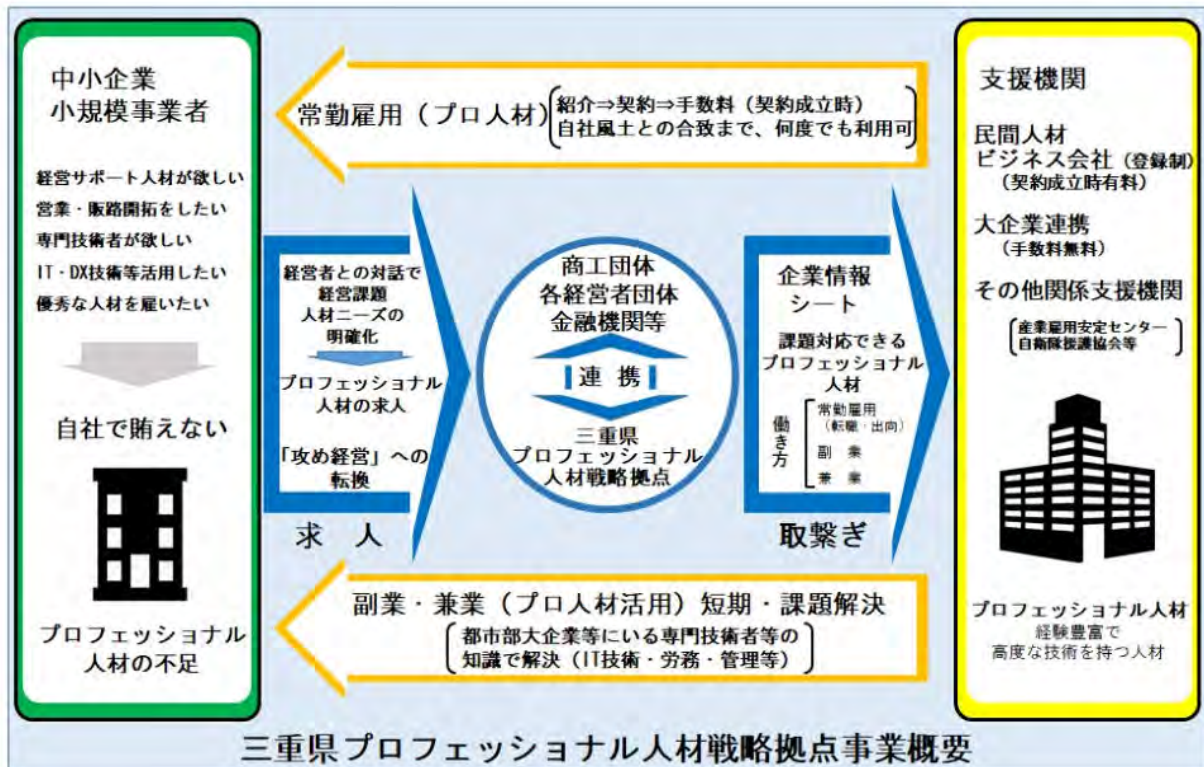 中小企業
小規模事業者
経営サポート人材が欲しい
営業・販路開拓をしたい
専門技術者が欲しい
IT・DX技術等活用したい
優秀な人材を雇いたい
自社で賄えない
プロフェッショナル
人材の不足
常勤雇用（プロ人材）
紹介⇒契約⇒手数料（契約成立時）
自社風土との合致まで、何度でも利用可
経営者との対話で
経営課題
人材ニーズの
明確化
プロフェッショナル
人材の求人
「攻め経営」への
転換
求　人
商工団体
各経営者団体
金融機関等
連 携
三重県
プロフェッショナル
人材戦略拠点
企業情報
シート
課題対応できる
プロフェッショナル
人材
働き方
常勤雇用
（転職・出向）
副　業
兼　業
取繋ぎ
副業・兼業（プロ人材活用）短期・課題解決
都市部大企業等にいる専門技術者等の
知識で解決（IT技術・労務・管理等）
支援機関
民間人材
ビジネス会社（登録制）
（契約成立時有料）
大企業連携
（手数料無料）
その他関係支援機関
産業雇用安定センター
自衛隊援護協会等
プロフェッショナル人材
経験豊富で
高度な技術を持つ人材
三重県プロフェッショナル人材戦略拠点事業概要